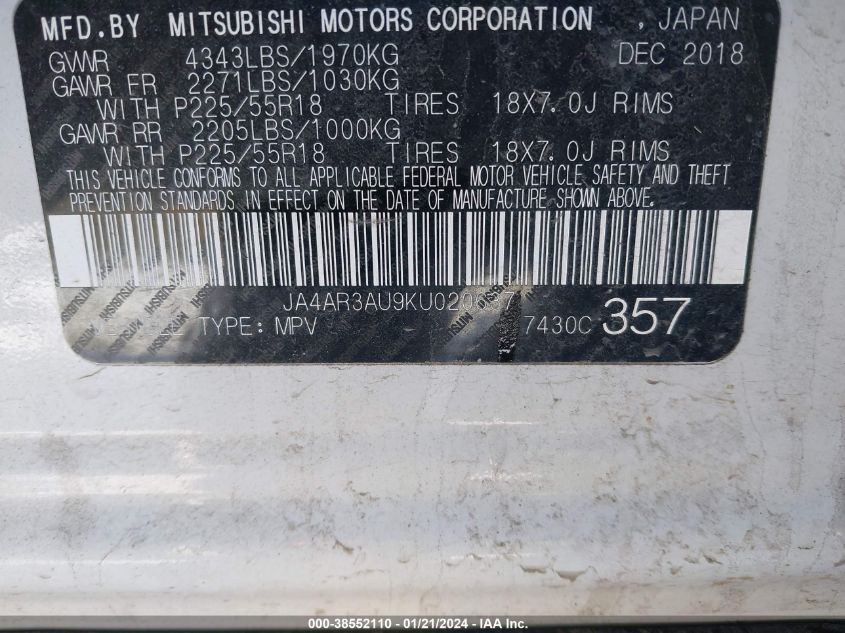 MFD.BY MITSUBISHI MOTORS CORPORATION , JAPAN
GVWR 4343LBS/1970KG DEC 2018
GAWR FR 2271LBS/1030KG
WITH P225/55R18 TIRES 18X7.0J RIMS
GAWR RR 2205LBS/1000KG
WITH P225/55R18 TIRES 18X7.0J RIMS
THIS VEHICLE CONFORMS TO ALL APPLICABLE FEDERAL MOTOR VEHICLE SAFETY AND THEFT
PREVENTION STANDARDS IN EFFECT ON THE DATE OF MANUFACTURE SHOWN ABOVE.
TYPE: MPV 7430C 357
000-38552110 - 01/21/2024 - IAA Inc.